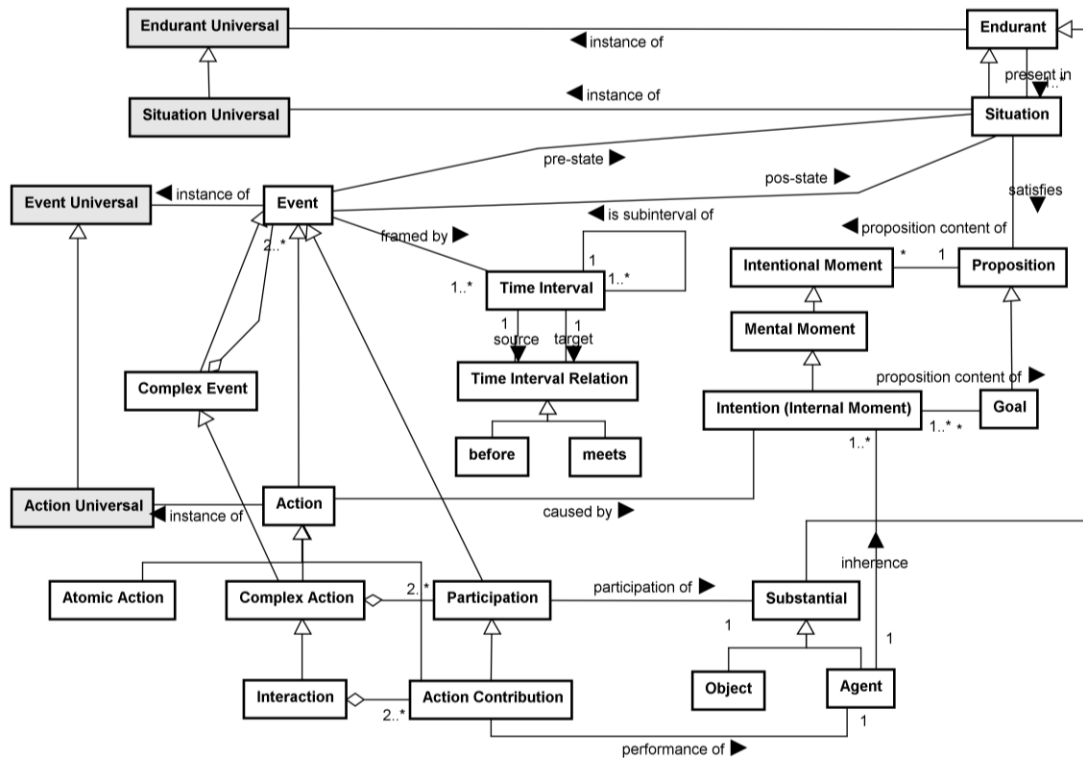 Endurant Universal
instance of
Endurant
present in
1..*
Situation Universal
instance of
Situation
pre-state
pos-state
satisfies
Event Universal
instance of
Event
2..*
framed by
is subinterval of
1
1..*
1..*
Time Interval
proposition content of
Intentional Moment
*
1
Proposition
1
source
1
target
Mental Moment
Complex Event
Time Interval Relation
proposition content of
Intention (Internal Moment)
1..*
*
Goal
1..*
before
meets
Action Universal
instance of
Action
caused by
inherence
Atomic Action
Complex Action
2..*
Participation
participation of
Substantial
1
1
Interaction
2..*
Action Contribution
Object
Agent
1
performance of